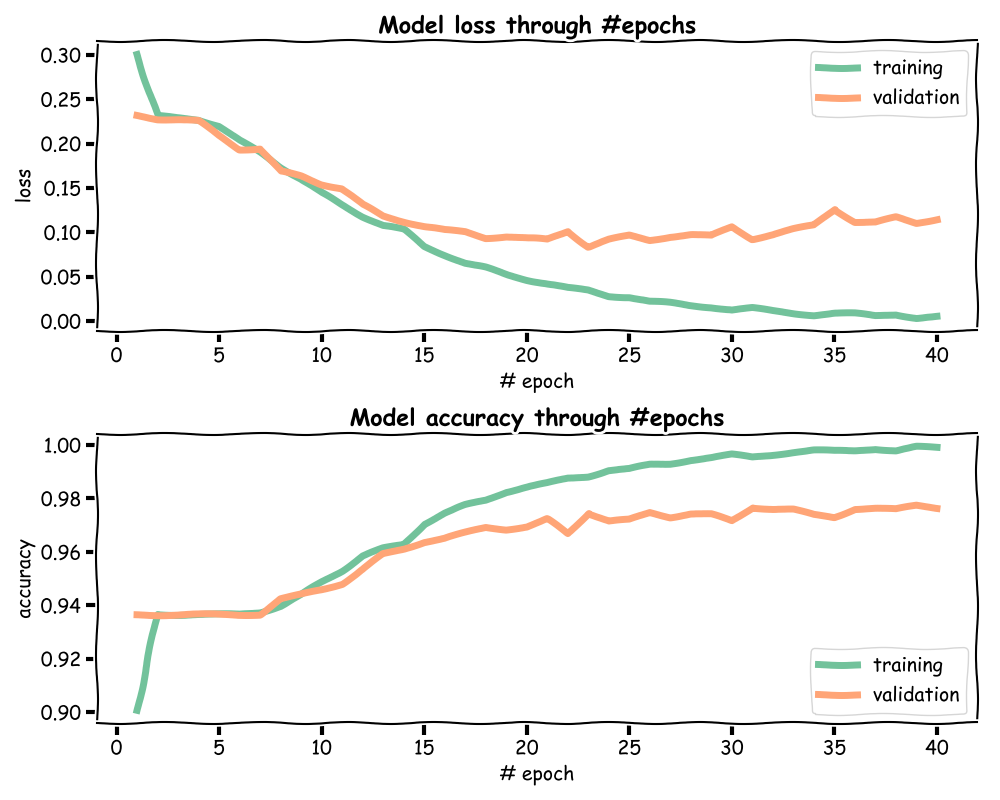 Model loss through #epochs
0.30
0.25
0.20
0.15
0.10
0.05
0.00
loss
training
validation
0 5 10 15 20 25 30 35 40
# epoch
Model accuracy through #epochs
1.00
0.98
0.96
0.94
0.92
0.90
accuracy
training
validation
0 5 10 15 20 25 30 35 40
# epoch